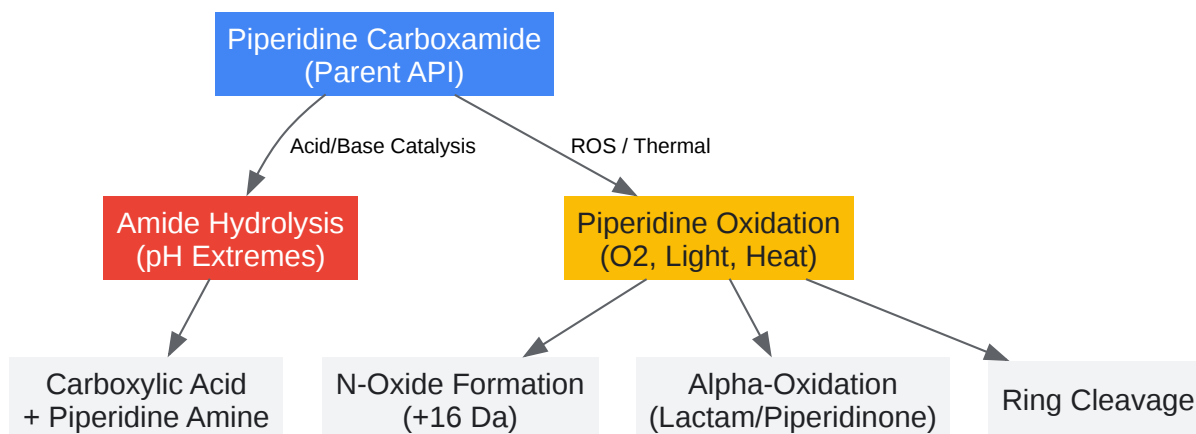 Piperidine Carboxamide
(Parent API)
Acid/Base Catalysis
ROS / Thermal
Amide Hydrolysis
(pH Extremes)
Piperidine Oxidation
(O2, Light, Heat)
Carboxylic Acid
+ Piperidine Amine
N-Oxide Formation
(+16 Da)
Alpha-Oxidation
(Lactam/Piperidinone)
Ring Cleavage